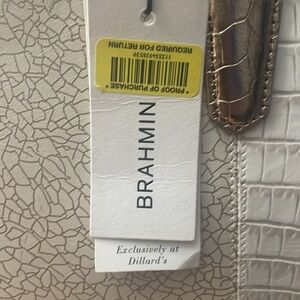 * PROOF OF PURCHASE *
REQUIRED FOR RETURN
BRAHMIN
Exclusively at
Dillard's